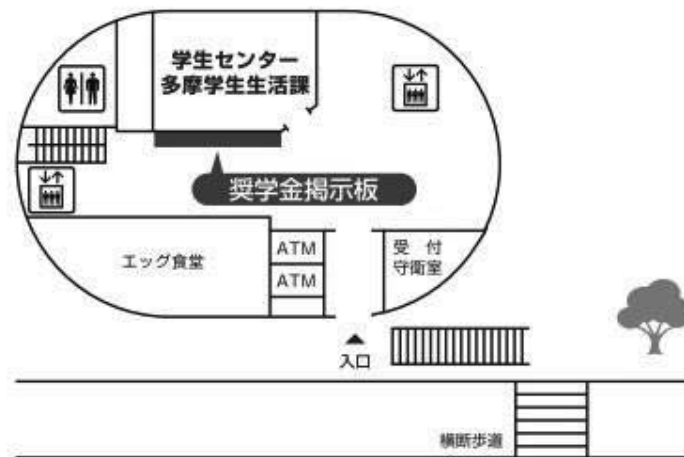 学生センター
多摩学生生活課
奨学金掲示板
エッグ食堂
ATM
ATM
受 付
守衛室
入口
横断歩道